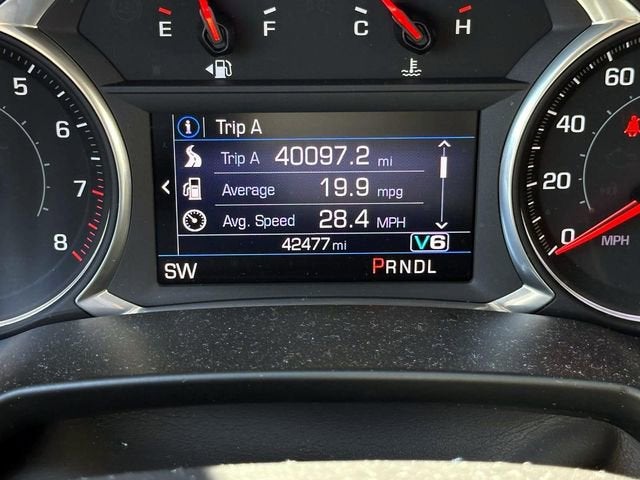 E F C H
5
6
7
8
Trip A
Trip A 40097.2 mi
Average 19.9 mpg
Avg. Speed 28.4 MPH
42477 mi V6
SW PRNDL
60
40
20
0
MPH